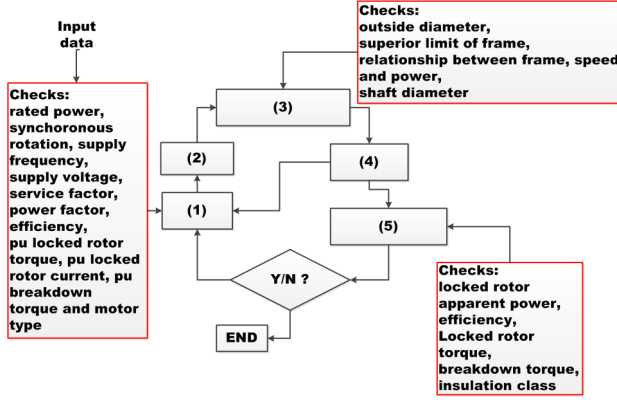 Input
data
Checks:
rated power,
synchoronous
rotation, supply
frequency,
supply voltage,
service factor,
power factor,
efficiency,
pu locked rotor
torque, pu locked
rotor current, pu
breakdown
torque and motor
type
Checks:
outside diameter,
superior limit of frame,
relationship between frame, speed
and power,
shaft diameter
(3)
(2)
(4)
(1)
(5)
Y/N ?
END
Checks:
locked rotor
apparent power,
efficiency,
Locked rotor
torque,
breakdown torque,
insulation class